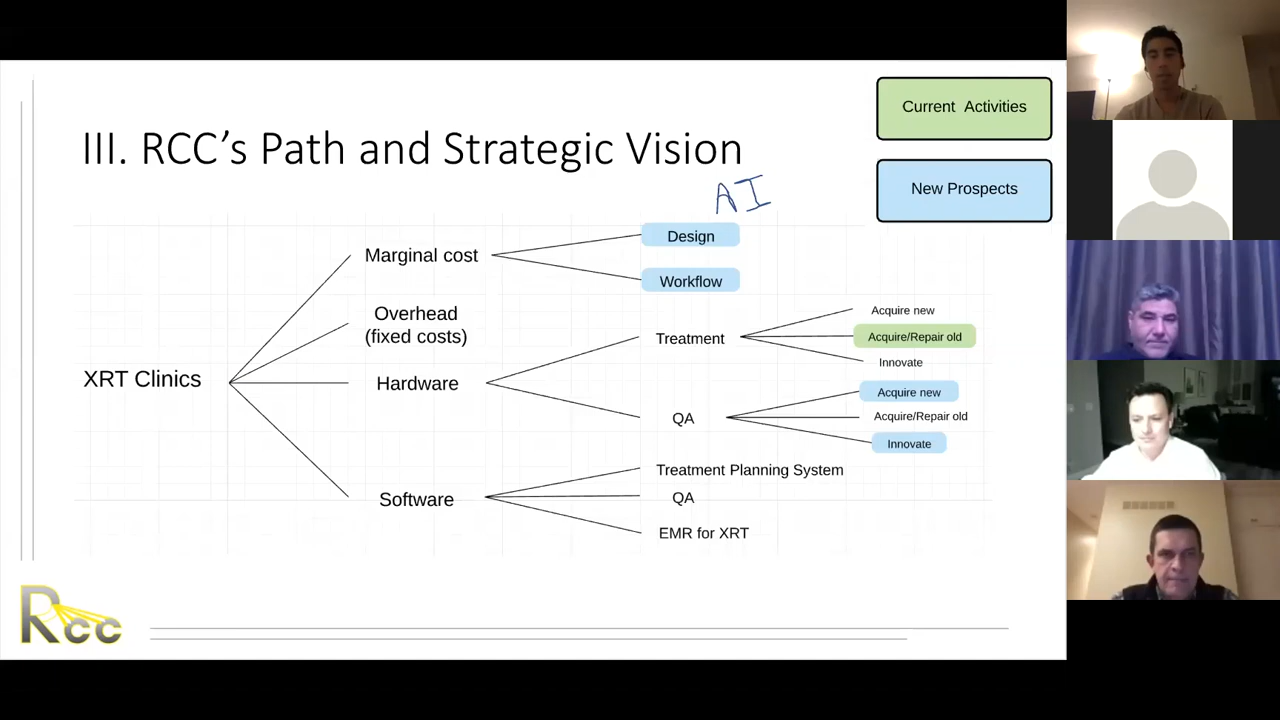 Current Activities
III. RCC's Path and Strategic Vision
New Prospects
AI
Design
Marginal cost
Workflow
Overhead
(fixed costs)
Acquire new
Treatment
Acquire/Repair old
Innovate
XRT Clinics
Hardware
Acquire new
QA
Acquire/Repair old
Innovate
Treatment Planning System
Software
QA
EMR for XRT
Rcc